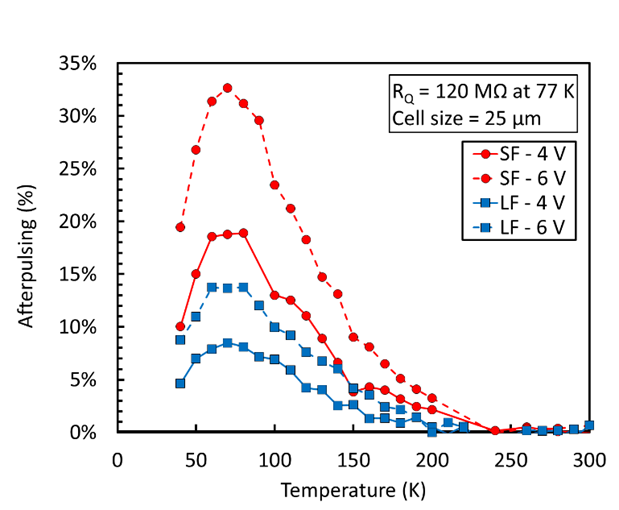 35%
30%
25%
20%
15%
10%
5%
0%
Afterpulsing (%)
R_Q = 120 MΩ at 77 K
Cell size = 25 µm
SF - 4 V
SF - 6 V
LF - 4 V
LF - 6 V
0 50 100 150 200 250 300
Temperature (K)